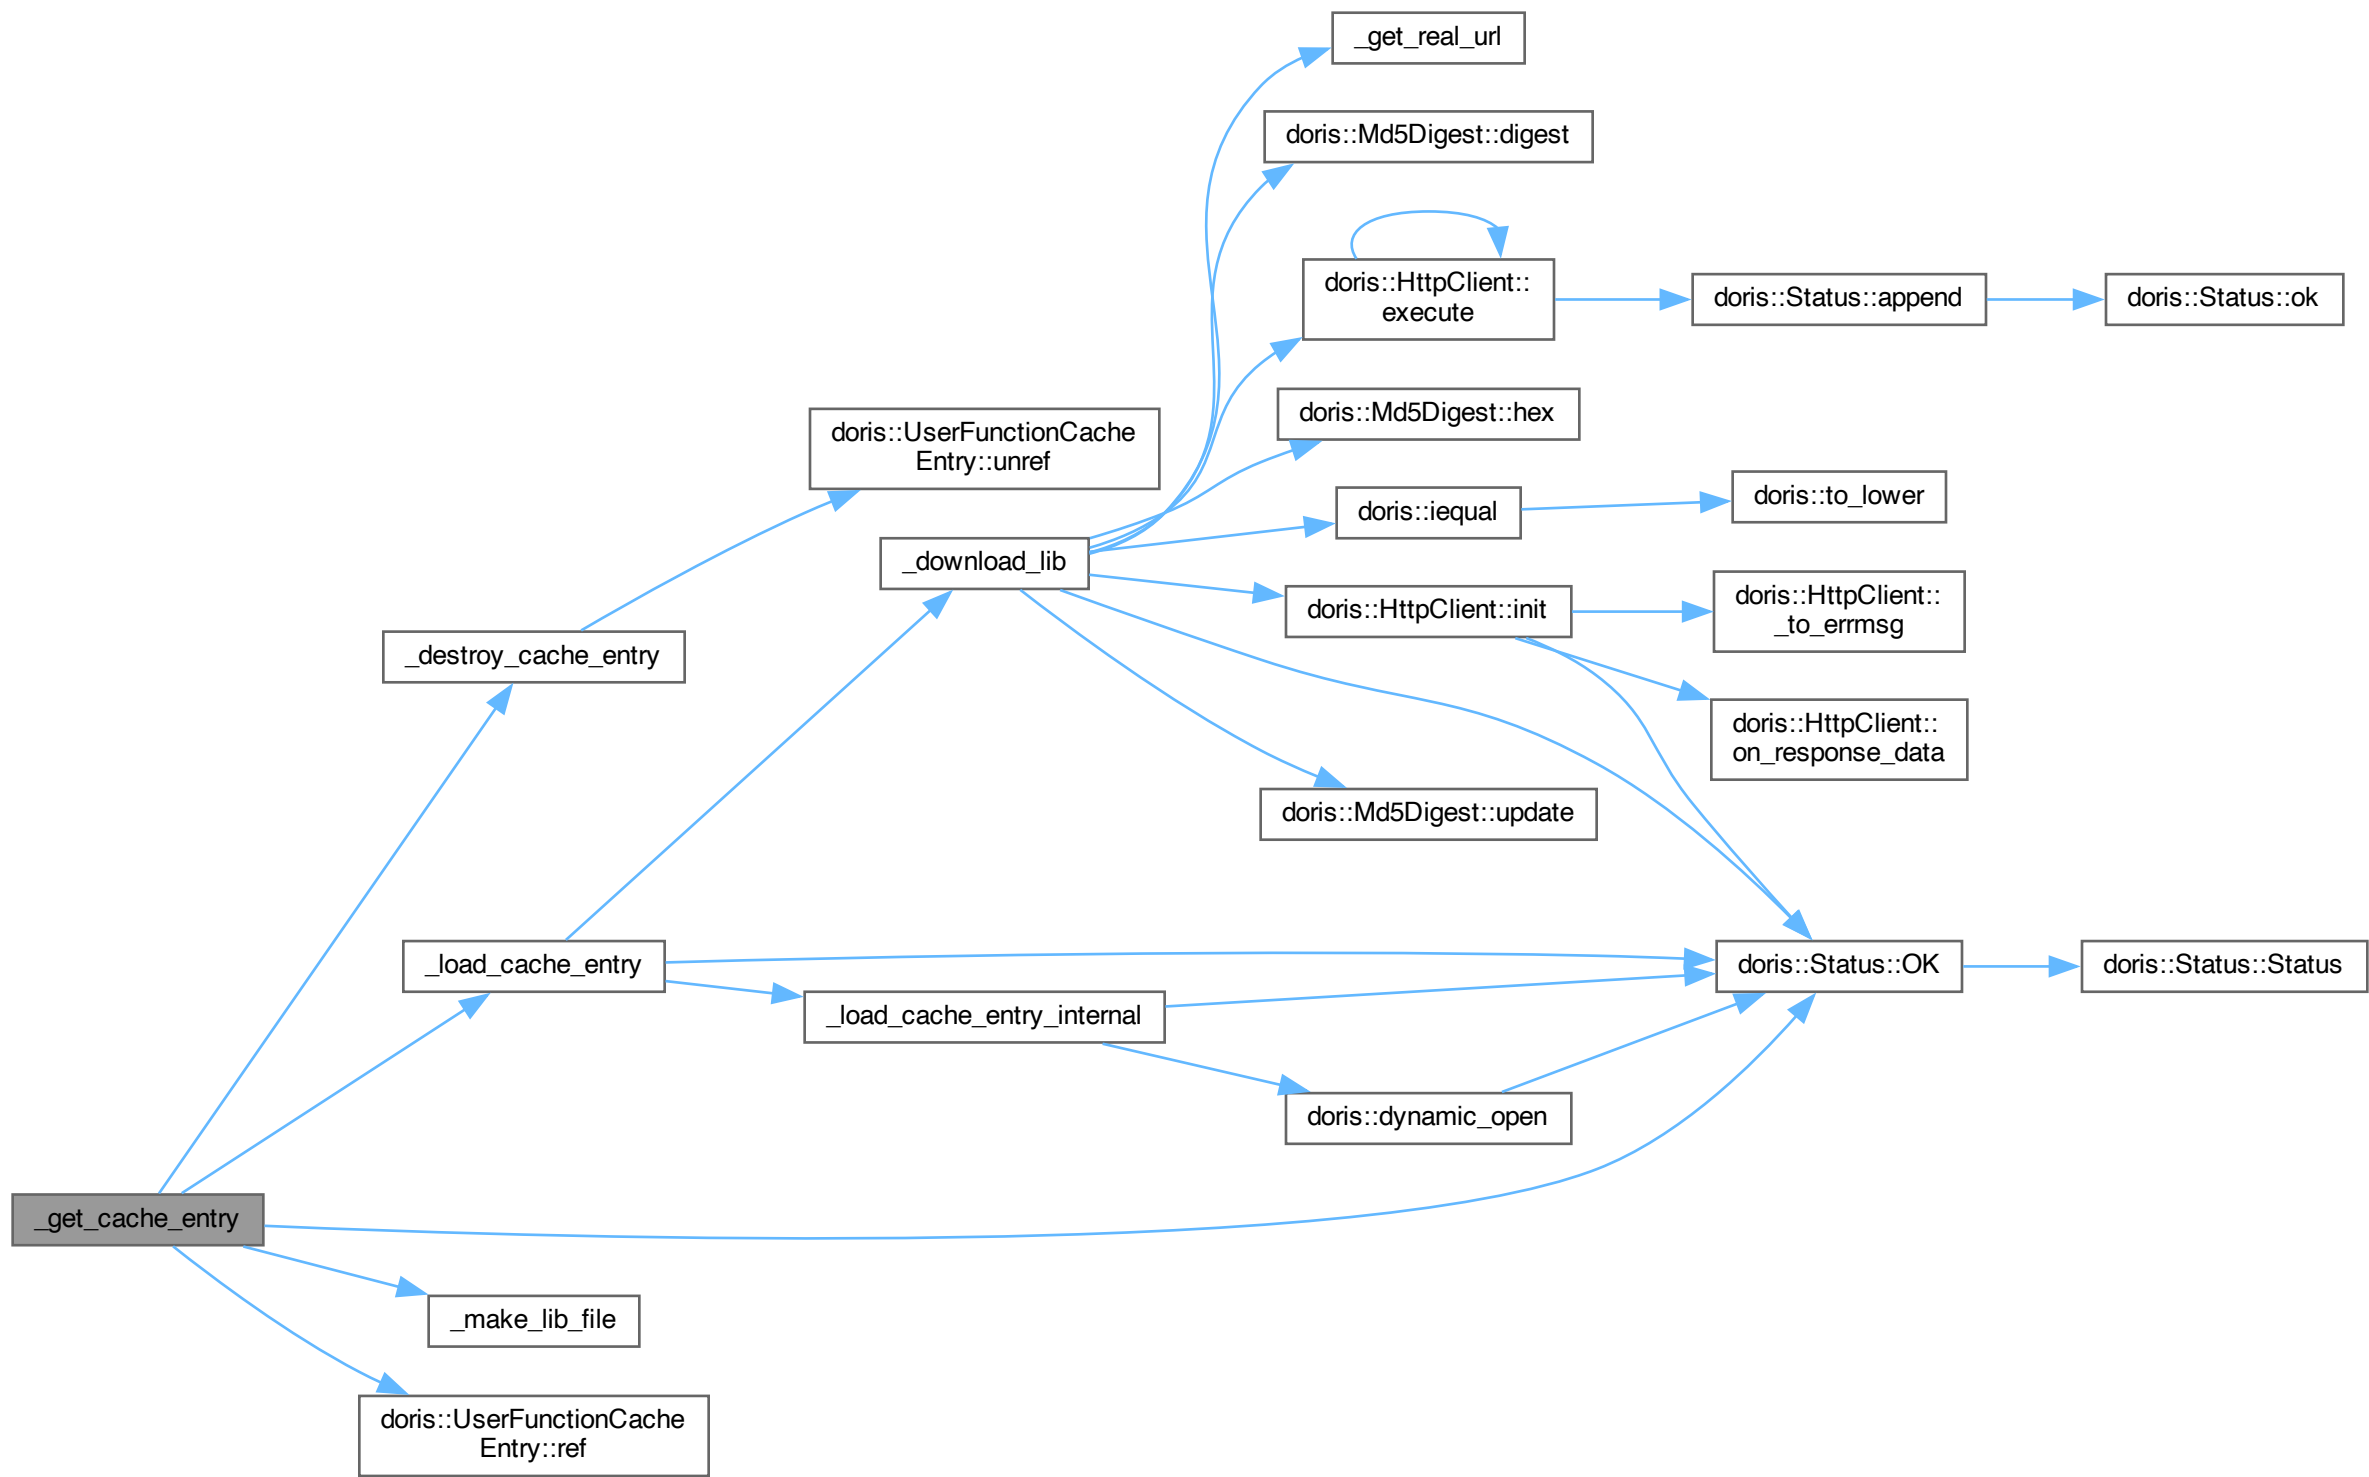 _get_real_url
doris::Md5Digest::digest
doris::HttpClient::
execute
doris::Status::append
doris::Status::ok
doris::Md5Digest::hex
doris::UserFunctionCache
Entry::unref
doris::iequal
doris::to_lower
_download_lib
doris::HttpClient::init
doris::HttpClient::
_to_errmsg
_destroy_cache_entry
doris::HttpClient::
on_response_data
doris::Md5Digest::update
_load_cache_entry
doris::Status::OK
doris::Status::Status
_load_cache_entry_internal
doris::dynamic_open
_get_cache_entry
_make_lib_file
doris::UserFunctionCache
Entry::ref